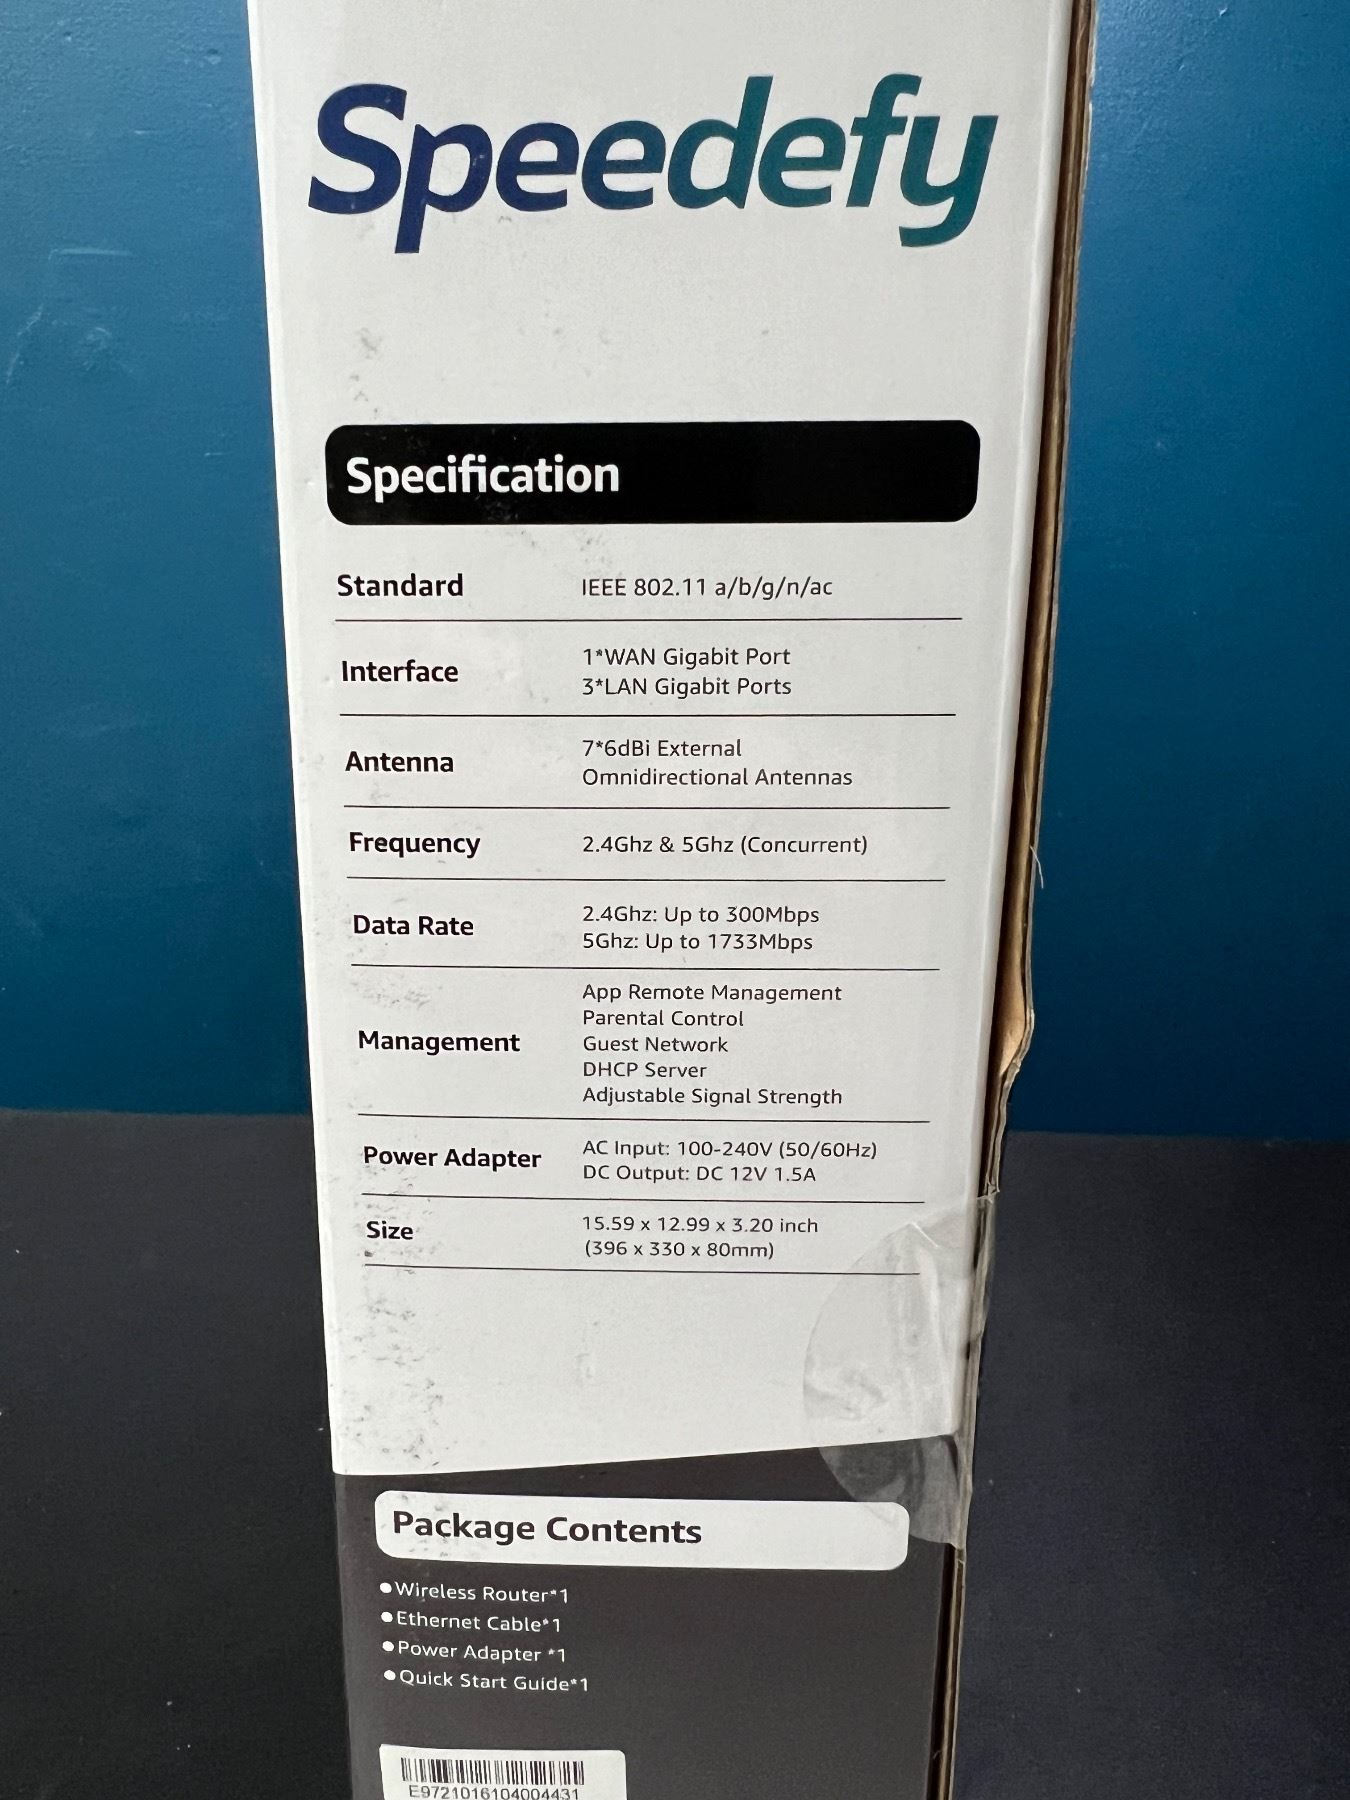 Speedefy
Specification
Standard IEEE 802.11 a/b/g/n/ac
Interface 1*WAN Gigabit Port
3*LAN Gigabit Ports
Antenna 7*6dBi External
Omnidirectional Antennas
Frequency 2.4Ghz & 5Ghz (Concurrent)
Data Rate 2.4Ghz: Up to 300Mbps
5Ghz: Up to 1733Mbps
Management App Remote Management
Parental Control
Guest Network
DHCP Server
Adjustable Signal Strength
Power Adapter AC Input: 100-240V (50/60Hz)
DC Output: DC 12V 1.5A
Size 15.59 x 12.99 x 3.20 inch
(396 x 330 x 80mm)
Package Contents
●Wireless Router*1
●Ethernet Cable*1
●Power Adapter *1
●Quick Start Guide*1
E9721016104004431